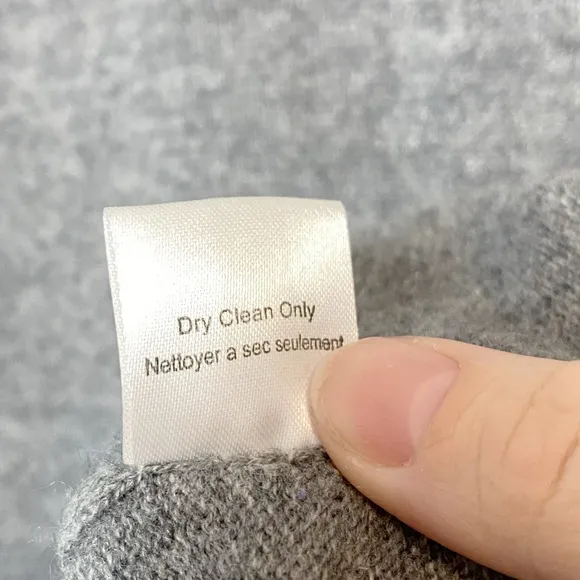 Dry Clean Only
Nettoyer a sec seulement